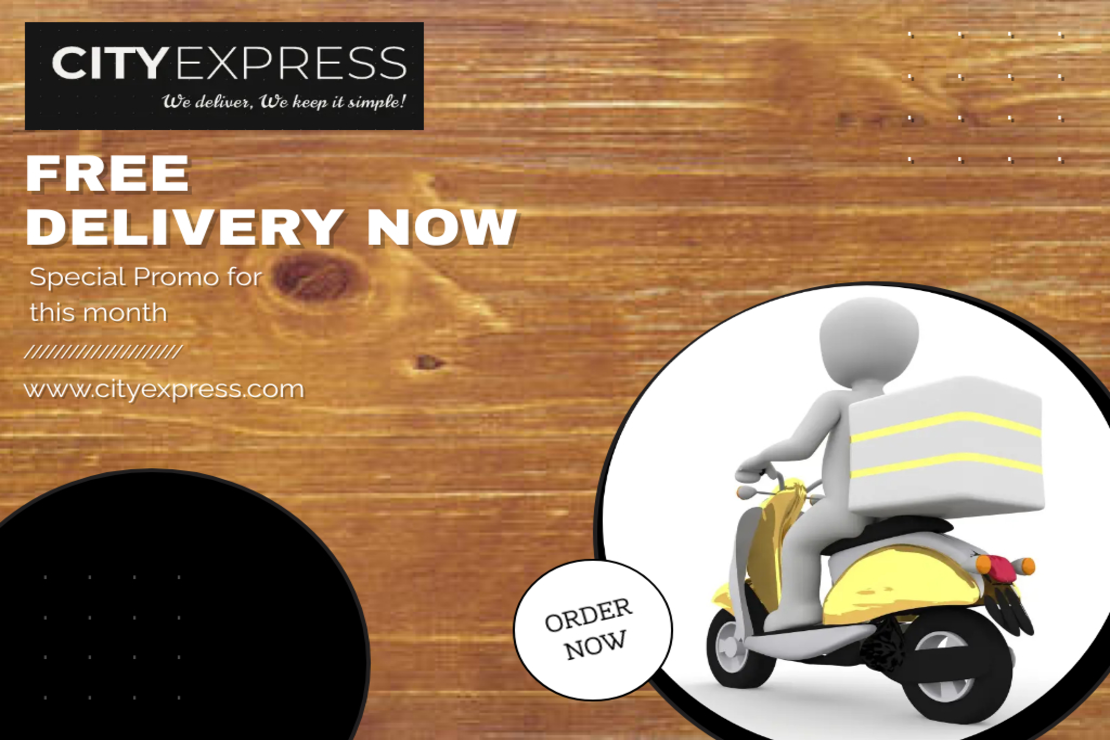 CITYEXPRESS
We deliver, We keep it simple!
FREE
DELIVERY NOW
Special Promo for
this month
www.cityexpress.com
ORDER
NOW